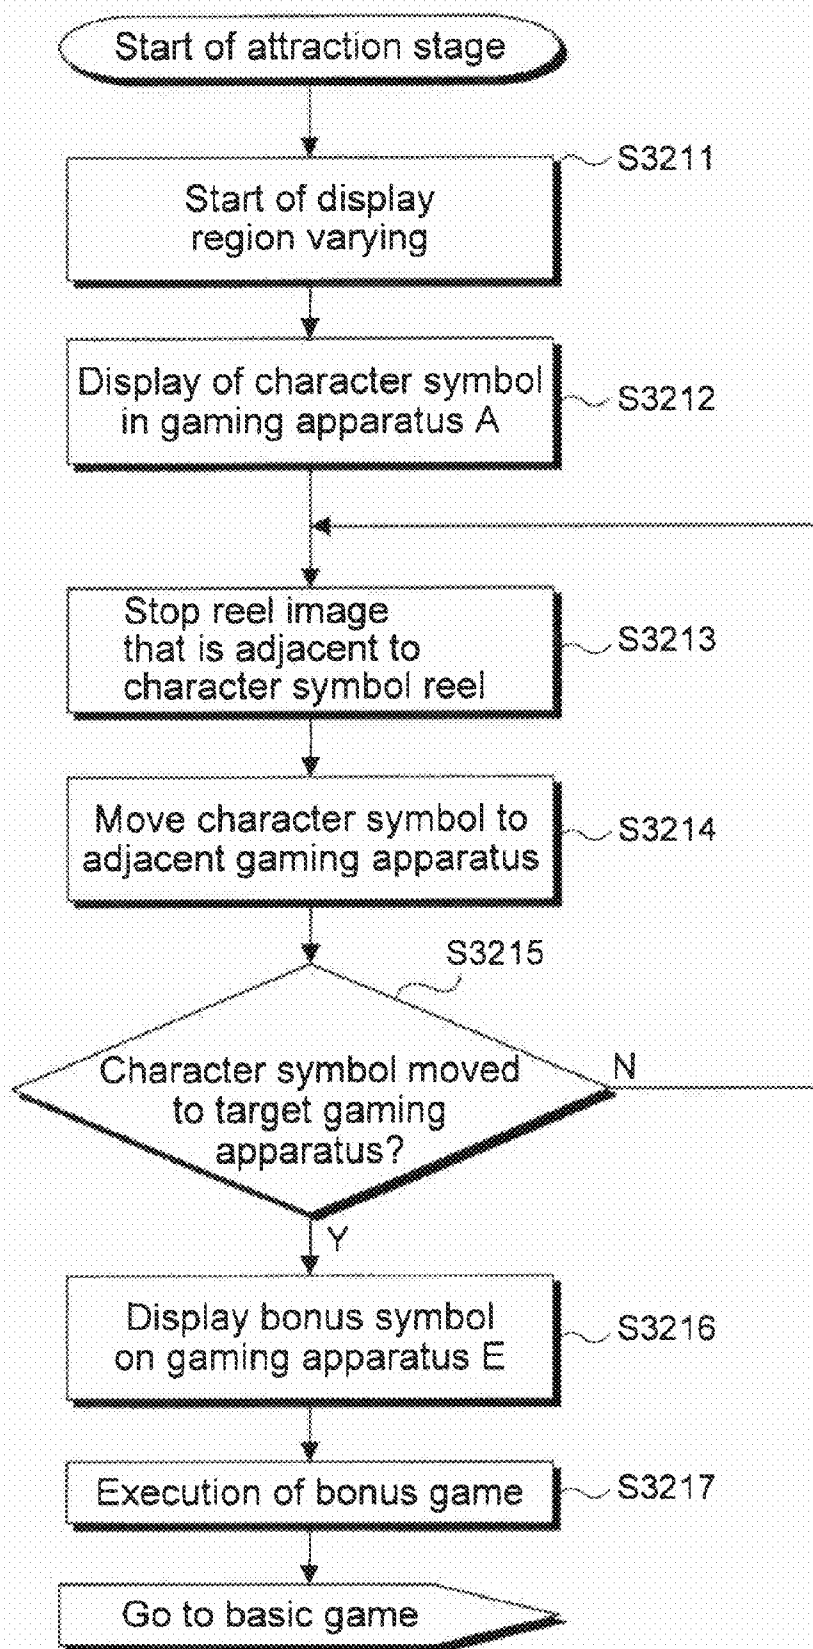 Start of attraction stage
S3211
Start of display
region varying
Display of character symbol
in gaming apparatus A
S3212
Stop reel image
that is adjacent to
character symbol reel
S3213
Move character symbol to
adjacent gaming apparatus
S3214
S3215
Character symbol moved
to target gaming
apparatus?
N
Y
Display bonus symbol
on gaming apparatus E
S3216
Execution of bonus game
S3217
Go to basic game